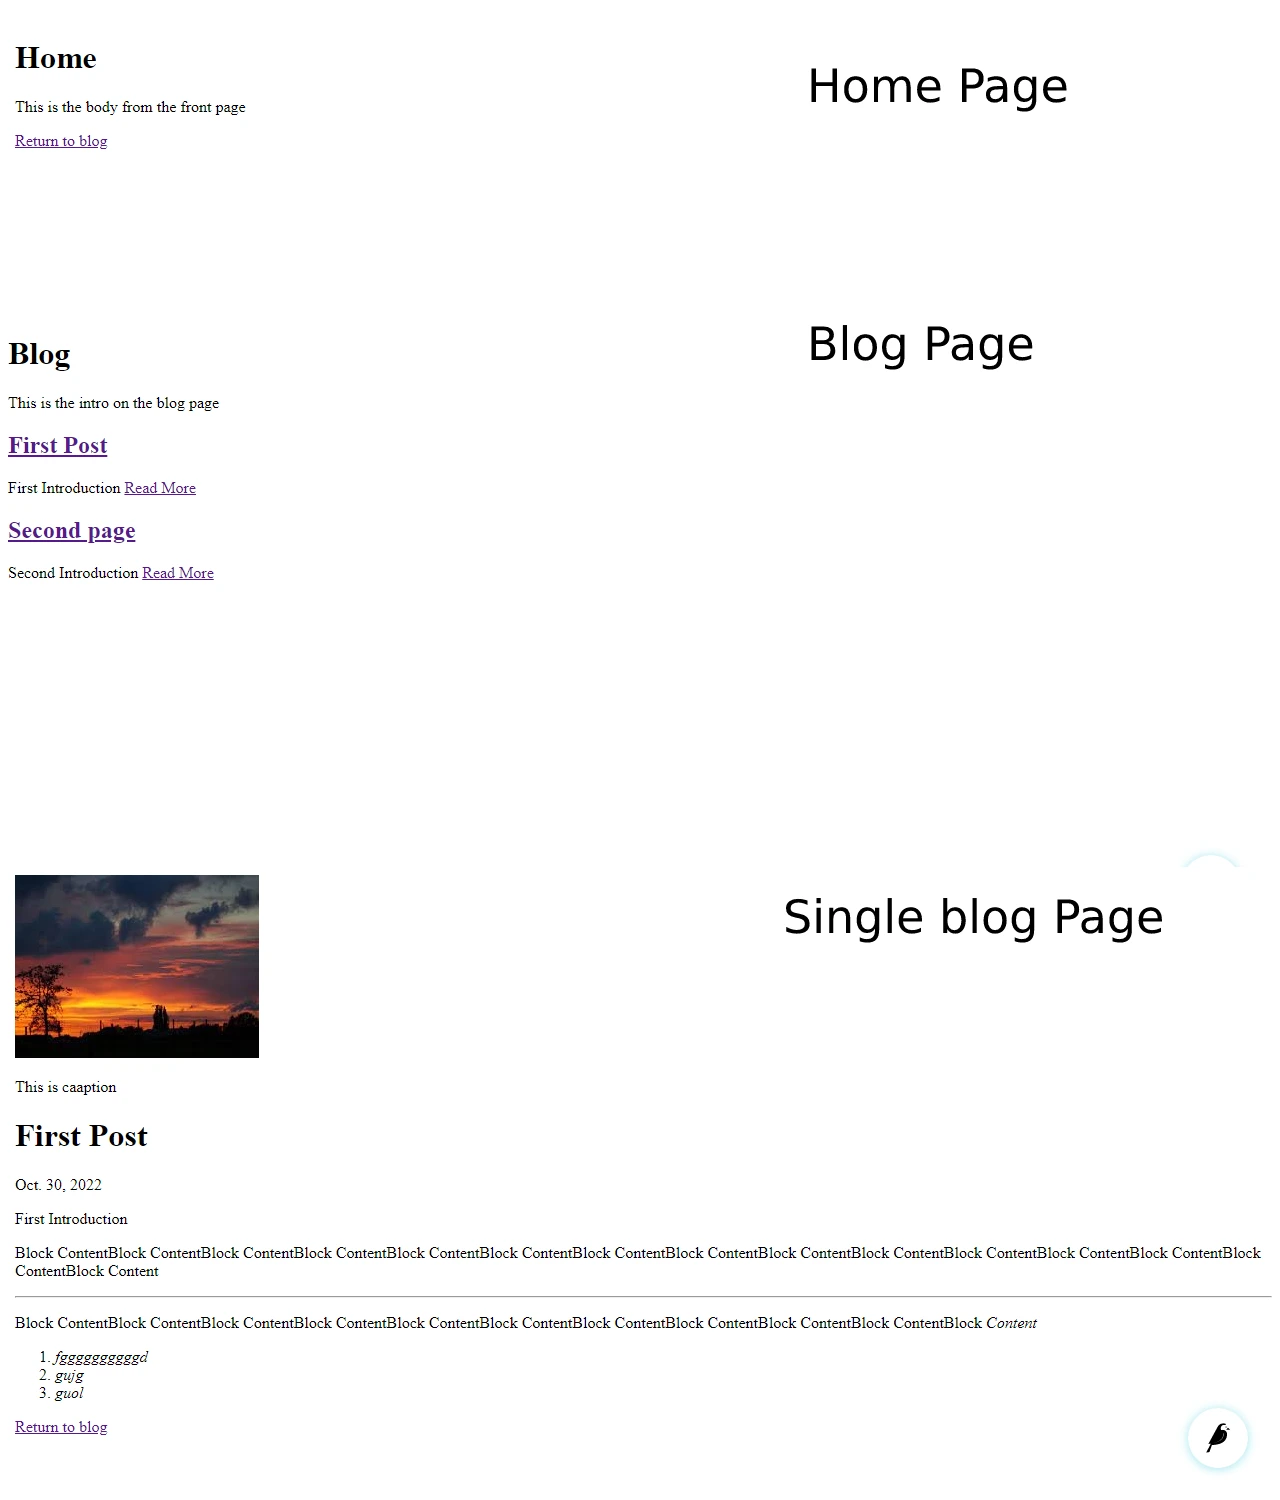 Home
Home Page
This is the body from the front page
Return to blog
Blog Page
Blog
This is the intro on the blog page
First Post
First Introduction Read More
Second page
Second Introduction Read More
Single blog Page
This is caaption
First Post
Oct. 30, 2022
First Introduction
Block ContentBlock ContentBlock ContentBlock ContentBlock ContentBlock ContentBlock ContentBlock ContentBlock ContentBlock ContentBlock ContentBlock ContentBlock ContentBlock
ContentBlock Content
Block ContentBlock ContentBlock ContentBlock ContentBlock ContentBlock ContentBlock ContentBlock ContentBlock ContentBlock ContentBlock Content
1. fggggggggggd
2. gujg
3. guol
Return to blog